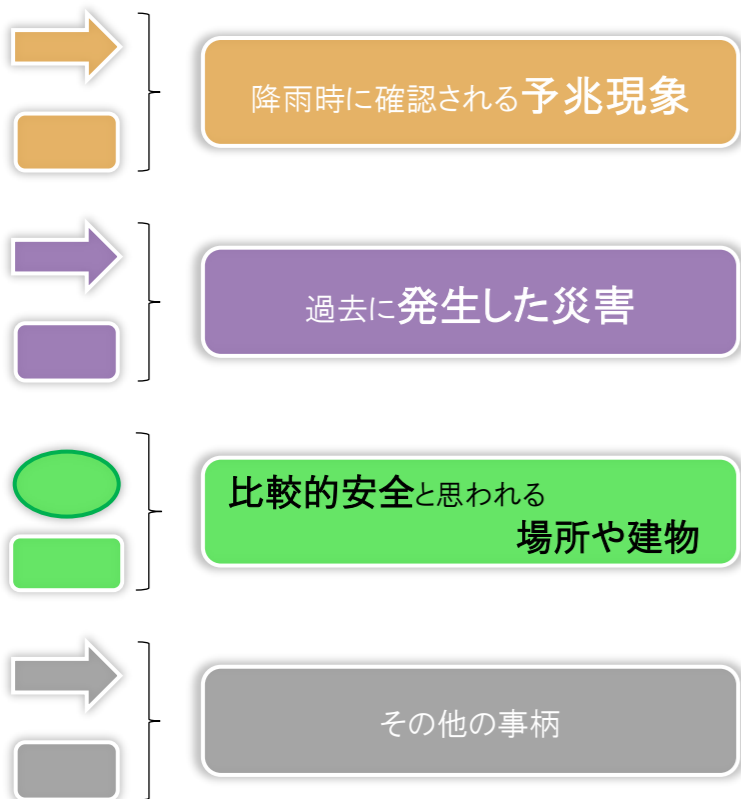 降雨時に確認される予兆現象
過去に発生した災害
比較的安全と思われる
場所や建物
その他の事柄